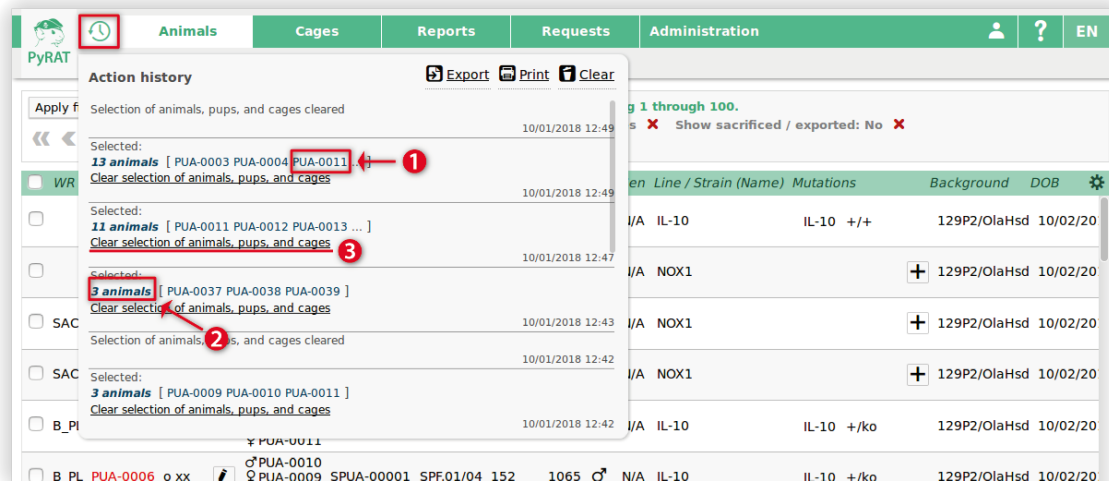 PyRAT
Animals Cages Reports Requests Administration ? EN
Action history Export Print Clear
Apply
Selection of animals, pups, and cages cleared
10/01/2018 12:49
g 1 through 100.
Show sacrificed / exported: No
Selected:
13 animals [ PUA-0003 PUA-0004 PUA-0011 ... ] 1
Clear selection of animals, pups, and cages
10/01/2018 12:49
WR Line / Strain (Name) Mutations Background DOB
Selected:
11 animals [ PUA-0011 PUA-0012 PUA-0013 ... ]
Clear selection of animals, pups, and cages 3
10/01/2018 12:47
IL-10 IL-10 +/+ 129P2/OlaHsd 10/02/20
Selected:
3 animals [ PUA-0037 PUA-0038 PUA-0039 ]
Clear selection of animals, pups, and cages
10/01/2018 12:43
NOX1 + 129P2/OlaHsd 10/02/20
2
Selection of animals, pups, and cages cleared
10/01/2018 12:42
SAC NOX1 + 129P2/OlaHsd 10/02/20
Selected:
3 animals [ PUA-0009 PUA-0010 PUA-0011 ]
Clear selection of animals, pups, and cages
10/01/2018 12:42
SAC NOX1 + 129P2/OlaHsd 10/02/20
B_PL N/A IL-10 IL-10 +/ko 129P2/OlaHsd 10/02/20
♀ PUA-0011
♂ PUA-0010
B_PL PUA-0006 o xx ♀ PUA-0009 SPUA-00001 SPF.01/04 152 1065 ♂ N/A IL-10 IL-10 +/ko 129P2/OlaHsd 10/02/20